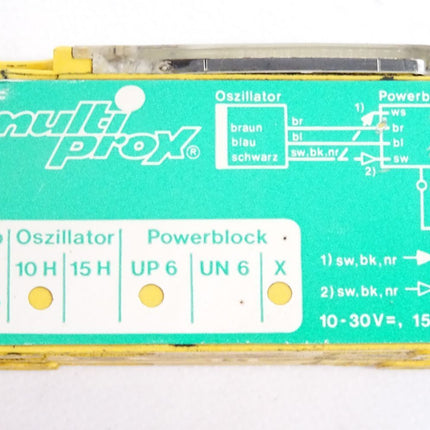 multi
prox®
Oszillator
braun
blau
schwarz
br
bl
sw,bk,nr
1)
2)
ws
br
bl
sw
Oszillator Powerblock
10 H 15 H UP 6 UN 6 X
1) sw,bk,nr
2) sw,bk,nr
10-30V=, 15